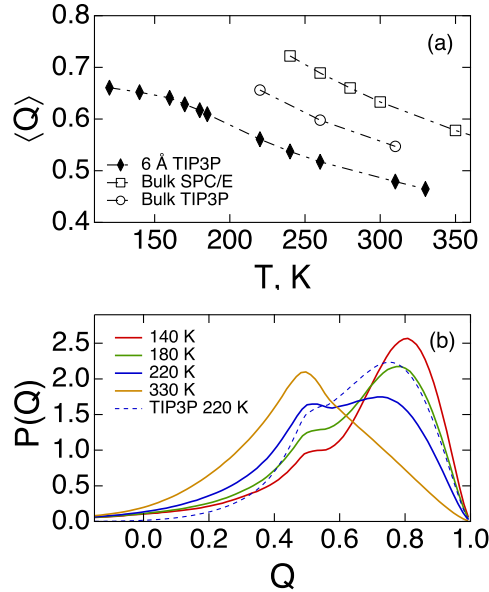 (a)
0.8
0.7
0.6
0.5
0.4
⟨Q⟩
6 Å TIP3P
Bulk SPC/E
Bulk TIP3P
150 200 250 300 350
T, K
(b)
2.5
2.0
1.5
1.0
0.5
0.0
P(Q)
140 K
180 K
220 K
330 K
TIP3P 220 K
0.0 0.2 0.4 0.6 0.8 1.0
Q